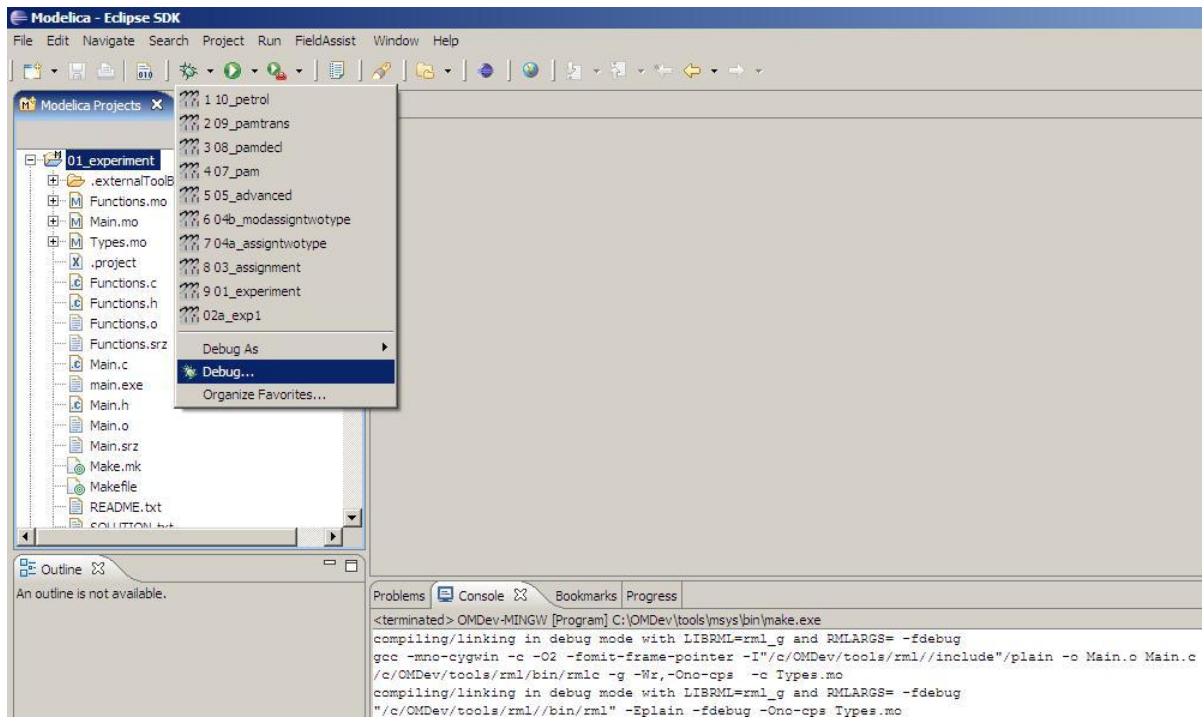 Modelica - Eclipse SDK
File Edit Navigate Search Project Run FieldAssist Window Help
Modelica Projects
1 10_petrol
2 09_pamtrans
3 08_pamdecl
4 07_pam
5 05_advanced
6 04b_modassigntwotype
7 04a_assigntwotype
8 03_assignment
9 01_experiment
02a_exp1
Debug As
Debug...
Organize Favorites...
01_experiment
.externalToolB
Functions.mo
Main.mo
Types.mo
.project
Functions.c
Functions.h
Functions.o
Functions.srz
Main.c
main.exe
Main.h
Main.o
Main.srz
Make.mk
Makefile
README.txt
SOLUTION.txt
Outline
An outline is not available.
Problems Console Bookmarks Progress
<terminated> OMDev-MINGW [Program] C:\OMDev\tools\msys\bin\make.exe
compiling/linking in debug mode with LIBRML=rml_g and RMLARGS= -fdebug
gcc -mno-cygwin -c -O2 -fomit-frame-pointer -I"/c/OMDev/tools/rml//include"/plain -o Main.o Main.c
/c/OMDev/tools/rml/bin/rmlc -g -Wr,-Ono-cps -c Types.mo
compiling/linking in debug mode with LIBRML=rml_g and RMLARGS= -fdebug
"/c/OMDev/tools/rml//bin/rml" -Eplain -fdebug -Ono-cps Types.mo